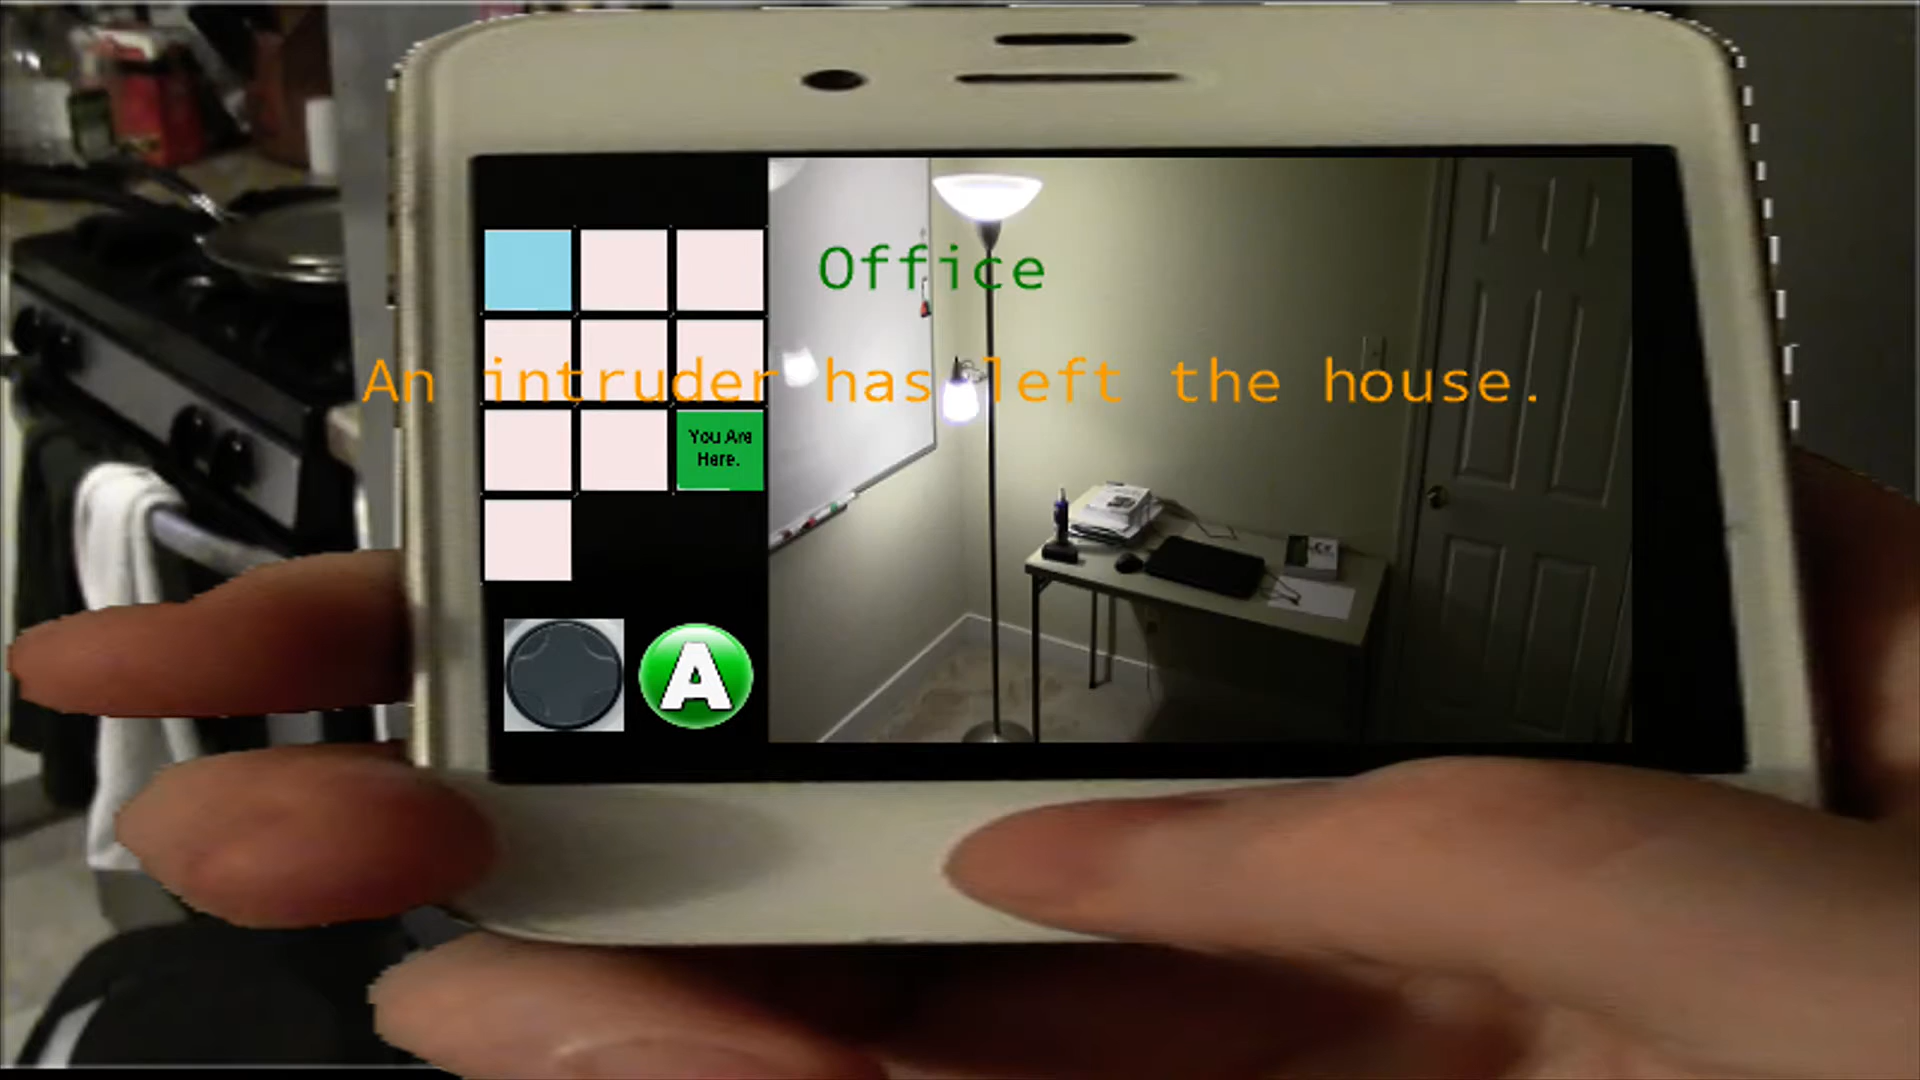 Office
An intruder has left the house.
You Are
Here.
A